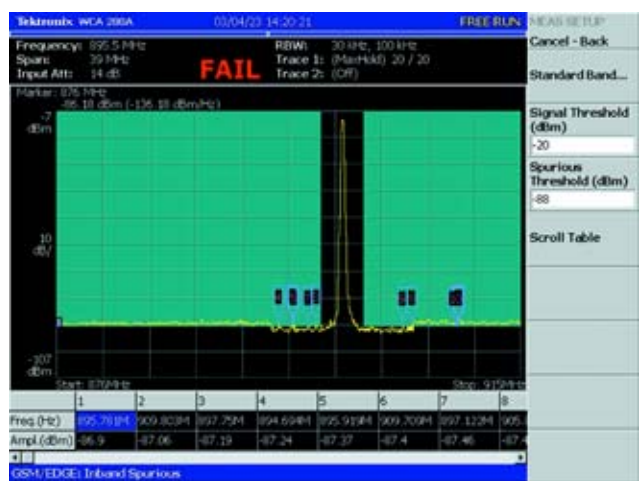 Tektronix WCA 200A 03/04/23 14:20:21 FREE RUN MEAS SETUP
Cancel - Back
Frequency: 895.5 MHz RBW: 30 kHz, 100 kHz
Span: 39 MHz Trace 1: (MaxHold) 20 / 20
Input Att: 14 dB FAIL Trace 2: (Off)
Standard Band...
Marker: 876 MHz
-86.18 dBm (-136.18 dBm/Hz)
-7
dBm
Signal Threshold
(dBm)
-20
Spurious
Threshold (dBm)
-88
10
dB/
Scroll Table
-107
dBm
Start: 876MHz Stop: 915MHz
1 2 3 4 5 6 7 8
Freq.(Hz) 895.781M 909.803M 897.75M 894.694M 895.919M 909.709M 897.122M 905.
Ampl.(dBm) -86.9 -87.06 -87.19 -87.24 -87.37 -87.4 -87.46 -87.4
GSM/EDGE: Inband Spurious